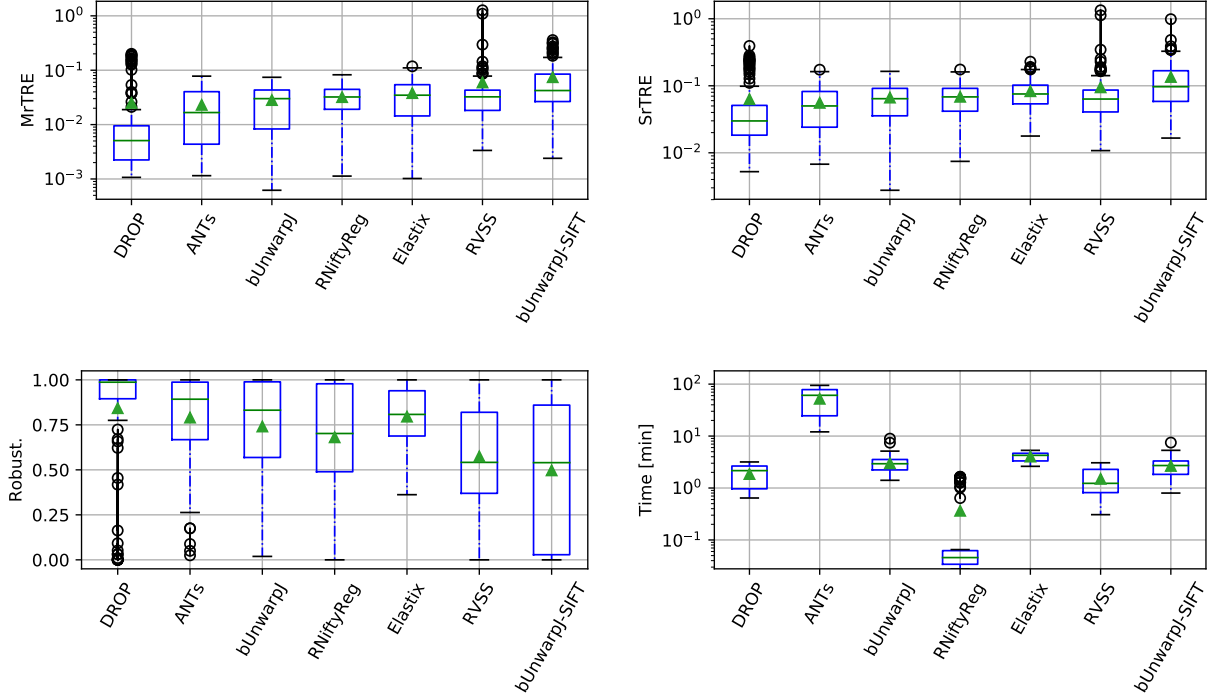 MrTRE
10⁰
10⁻¹
10⁻²
10⁻³
DROP
ANTs
bUnwarpJ
RNiftyReg
Elastix
RVSS
bUnwarpJ-SIFT
SrTRE
10⁰
10⁻¹
10⁻²
DROP
ANTs
bUnwarpJ
RNiftyReg
Elastix
RVSS
bUnwarpJ-SIFT
Robust.
1.00
0.75
0.50
0.25
0.00
DROP
ANTs
bUnwarpJ
RNiftyReg
Elastix
RVSS
bUnwarpJ-SIFT
Time [min]
10²
10¹
10⁰
10⁻¹
DROP
ANTs
bUnwarpJ
RNiftyReg
Elastix
RVSS
bUnwarpJ-SIFT